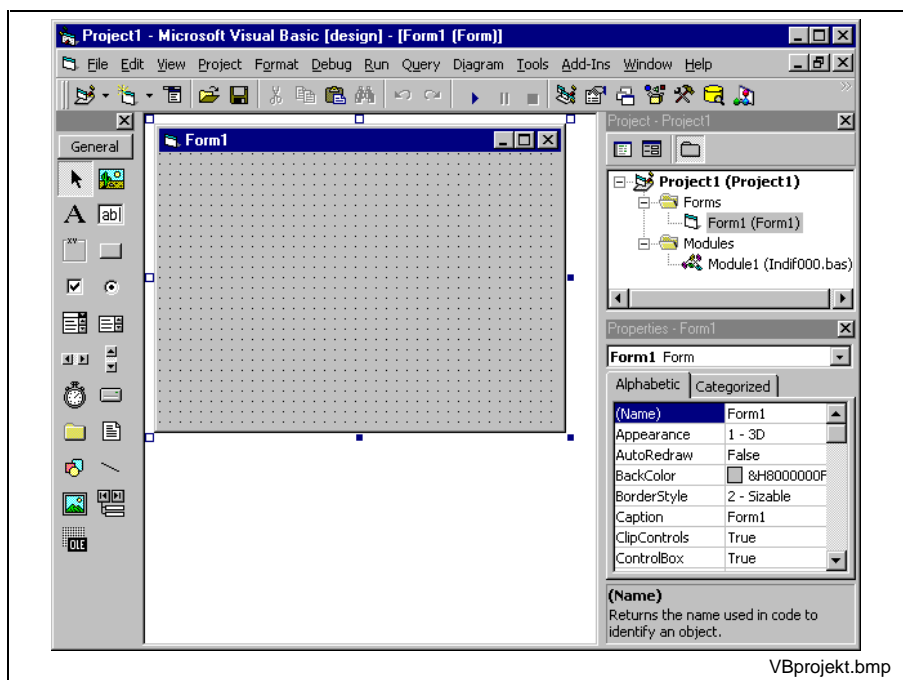 Project1 - Microsoft Visual Basic [design] - [Form1 (Form)]
File Edit View Project Format Debug Run Query Diagram Tools Add-Ins Window Help
General
A ab
xv
OLE
Form1
Project - Project1
Project1 (Project1)
Forms
Form1 (Form1)
Modules
Module1 (Indif000.bas)
Properties - Form1
Form1 Form
Alphabetic Categorized
(Name) Form1
Appearance 1 - 3D
AutoRedraw False
BackColor &H8000000F
BorderStyle 2 - Sizable
Caption Form1
ClipControls True
ControlBox True
(Name)
Returns the name used in code to
identify an object.
VBprojekt.bmp